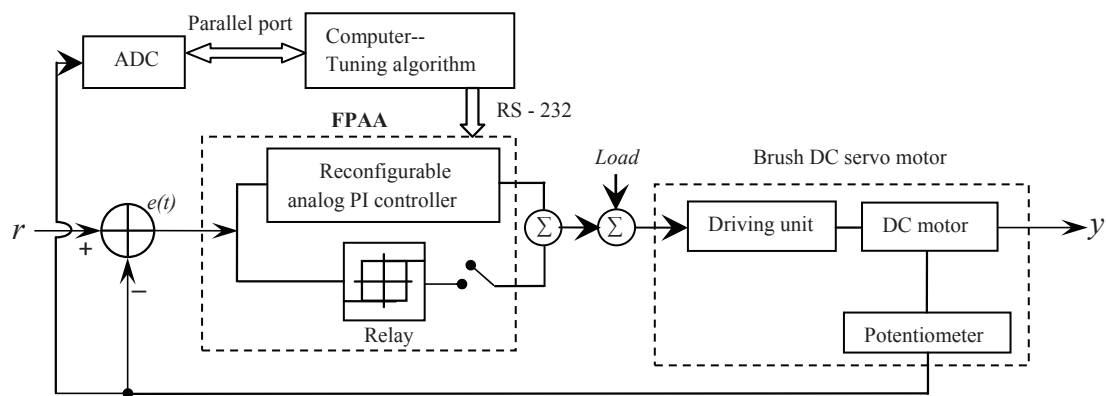 Parallel port
ADC
Computer--
Tuning algorithm
RS - 232
FPAA
Reconfigurable
analog PI controller
Load
Brush DC servo motor
e(t)
r
+
−
Σ
Σ
Driving unit
DC motor
y
Relay
Potentiometer